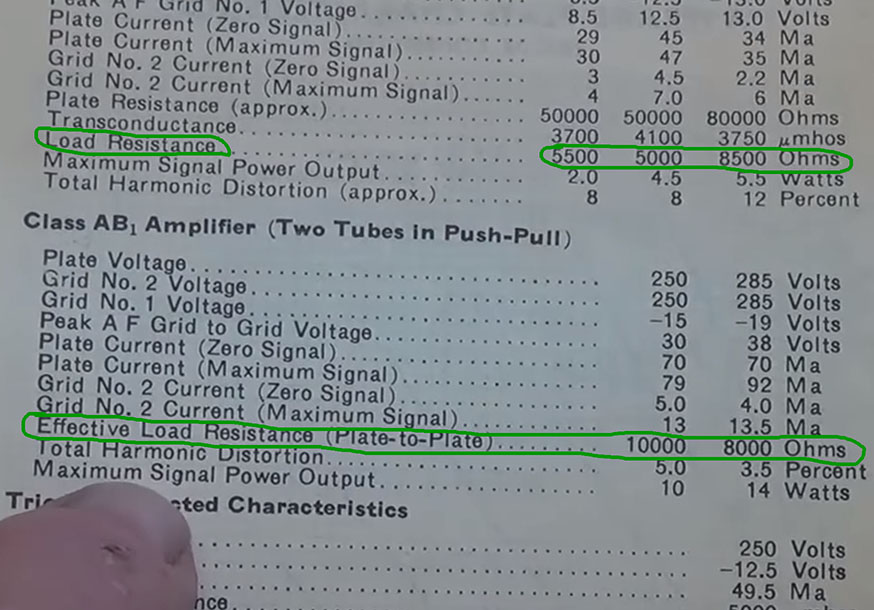 Peak A F Grid No. 1 Voltage
Plate Current (Zero Signal) 8.5 12.5 13.0 Volts
Plate Current (Maximum Signal) 29 45 34 Ma
Grid No. 2 Current (Zero Signal) 30 47 35 Ma
Grid No. 2 Current (Maximum Signal) 3 4.5 2.2 Ma
Plate Resistance (approx.) 4 7.0 6 Ma
Transconductance 50000 50000 80000 Ohms
Load Resistance 3700 4100 3750 μmhos
5500 5000 8500 Ohms
Maximum Signal Power Output 2.0 4.5 5.5 Watts
Total Harmonic Distortion (approx.) 8 8 12 Percent
Class AB₁ Amplifier (Two Tubes in Push-Pull)
Plate Voltage 250 285 Volts
Grid No. 2 Voltage 250 285 Volts
Grid No. 1 Voltage −15 −19 Volts
Peak A F Grid to Grid Voltage 30 38 Volts
Plate Current (Zero Signal) 70 70 Ma
Plate Current (Maximum Signal) 79 92 Ma
Grid No. 2 Current (Zero Signal) 5.0 4.0 Ma
Grid No. 2 Current (Maximum Signal) 13 13.5 Ma
Effective Load Resistance (Plate-to-Plate) 10000 8000 Ohms
Total Harmonic Distortion 5.0 3.5 Percent
Maximum Signal Power Output 10 14 Watts
Characteristics
250 Volts
−12.5 Volts
49.5 Ma